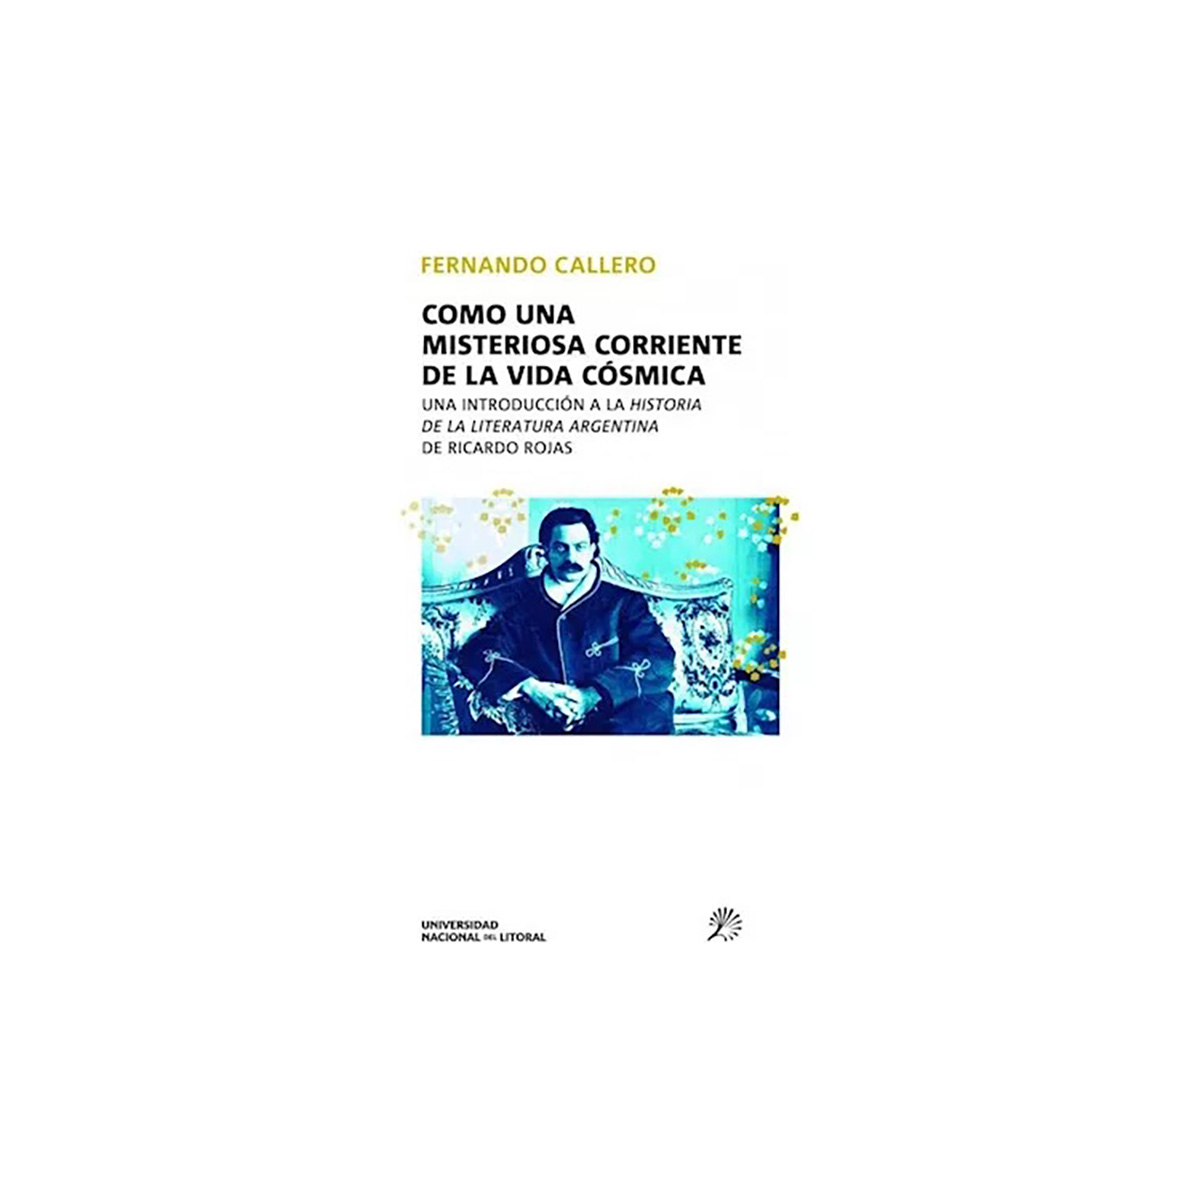 FERNANDO CALLERO
COMO UNA
MISTERIOSA CORRIENTE
DE LA VIDA CÓSMICA
UNA INTRODUCCIÓN A LA HISTORIA
DE LA LITERATURA ARGENTINA
DE RICARDO ROJAS
UNIVERSIDAD
NACIONAL DEL LITORAL